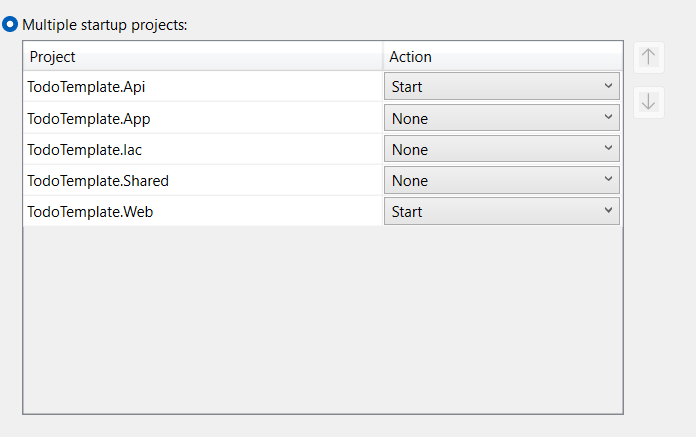 Multiple startup projects:
Project Action
TodoTemplate.Api Start
TodoTemplate.App None
TodoTemplate.Iac None
TodoTemplate.Shared None
TodoTemplate.Web Start